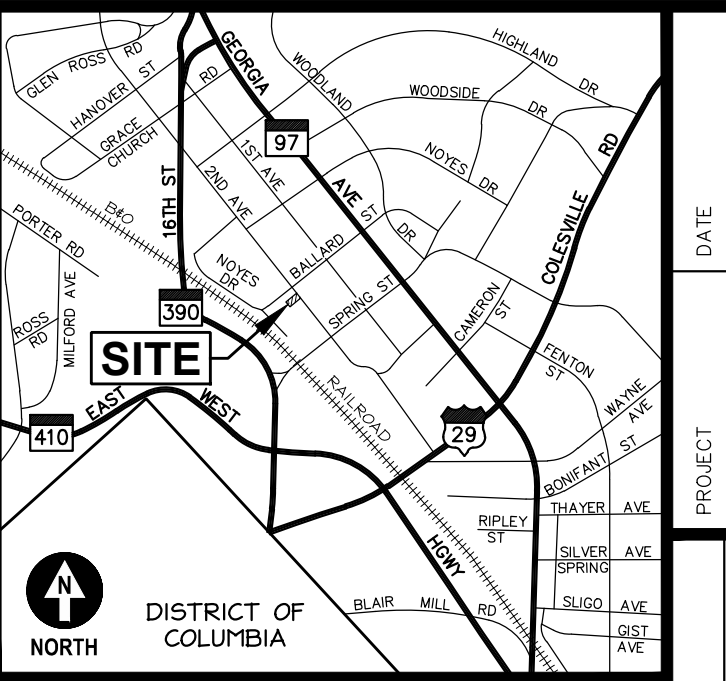 GLEN ROSS RD
HANOVER ST
GRACE CHURCH RD
GEORGIA AVE
97
WOODLAND
HIGHLAND DR
WOODSIDE DR
NOYES DR
1ST AVE
2ND AVE
16TH ST
B&O
PORTER RD
MILFORD AVE
ROSS RD
NOYES DR
BALLARD ST
DR
SPRING ST
CAMERON ST
COLESVILLE RD
390
SITE
FENTON ST
WAYNE AVE
RAILROAD
EAST WEST HGWY
410
29
BONIFANT ST
RIPLEY ST
THAYER AVE
SILVER SPRING AVE
SLIGO AVE
GIST AVE
BLAIR MILL RD
N
NORTH
DISTRICT OF
COLUMBIA
DATE
PROJECT